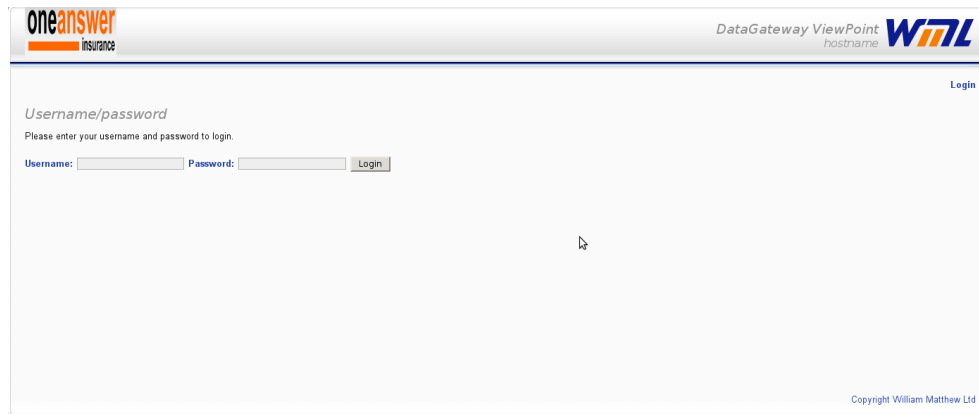 oneanswer
insurance
DataGateway ViewPoint
hostname
WML
Login
Username/password
Please enter your username and password to login.
Username: Password: Login
Copyright William Matthew Ltd